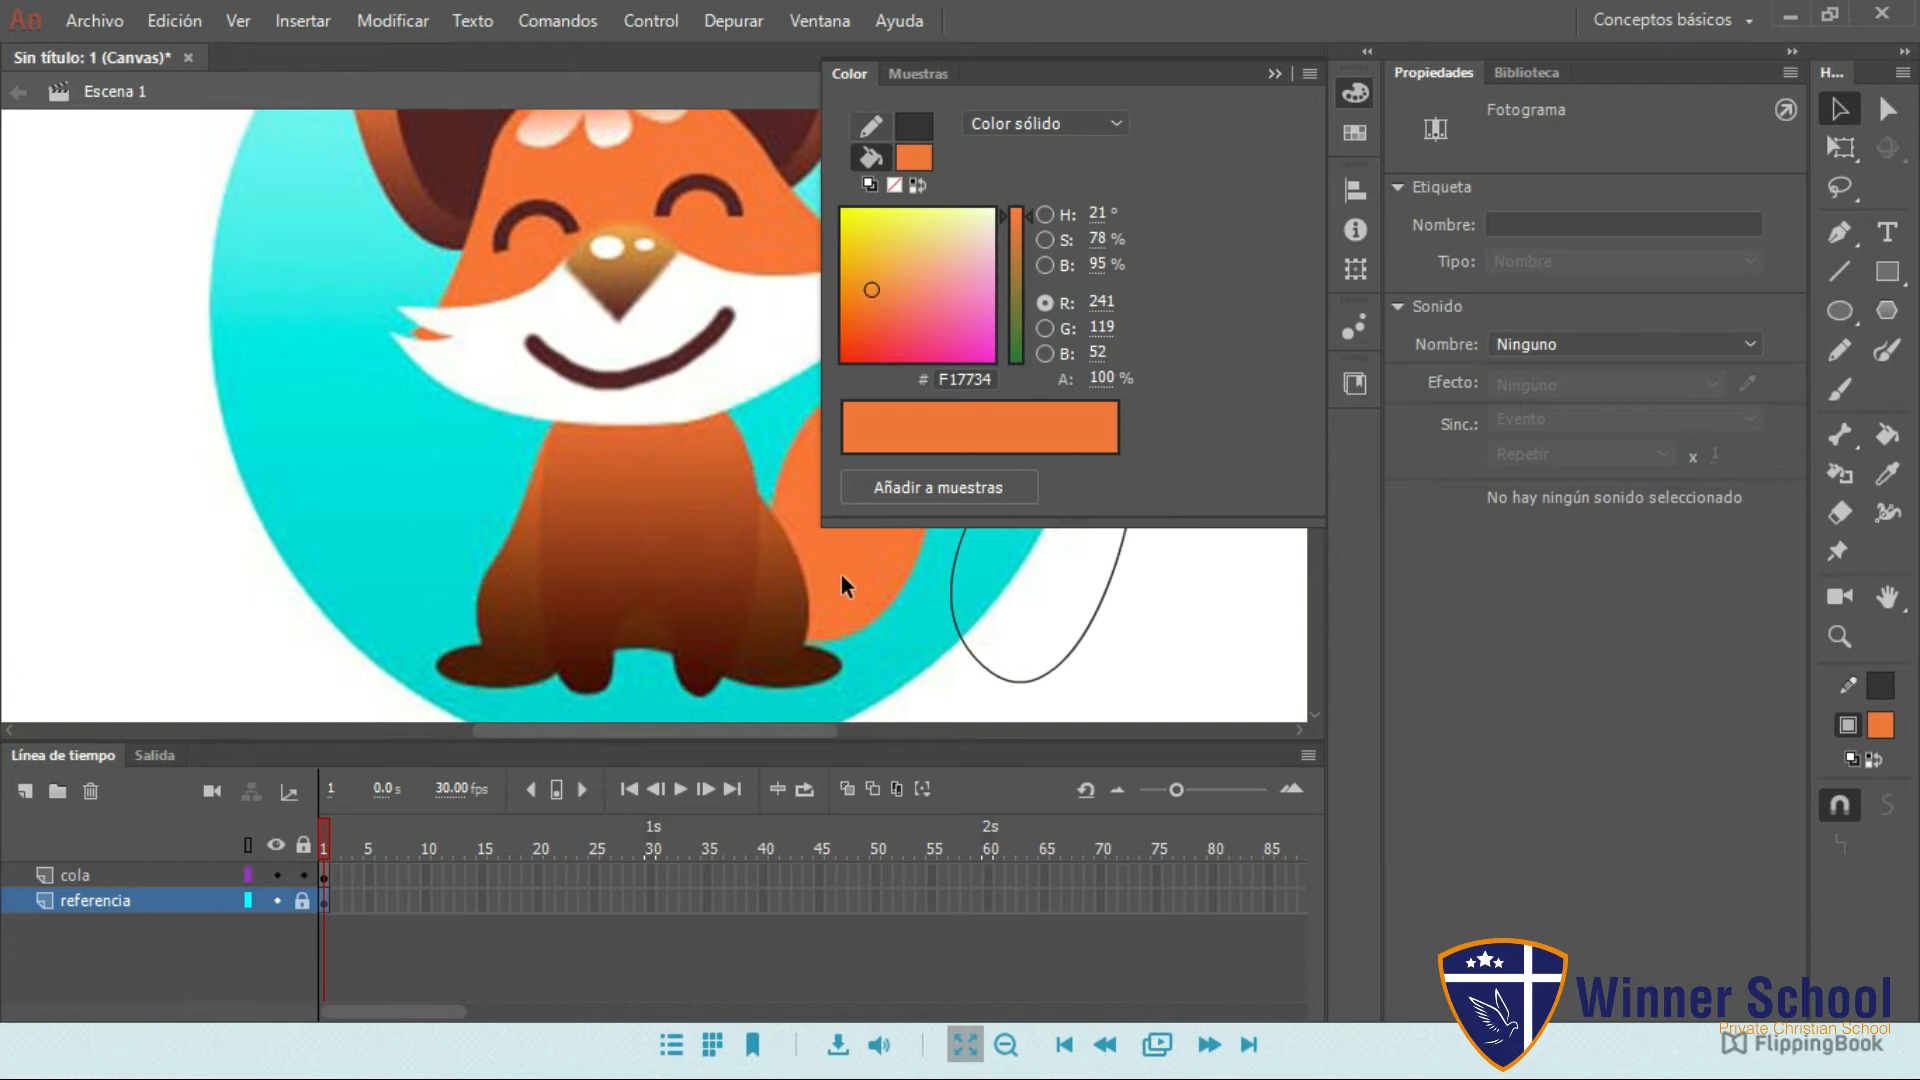 An Archivo Edición Ver Insertar Modificar Texto Comandos Control Depurar Ventana Ayuda Conceptos básicos
Sin título: 1 (Canvas)*
Escena 1
Color Muestras
Color sólido
H: 21 °
S: 78 %
B: 95 %
R: 241
G: 119
B: 52
# F17734
A: 100 %
Añadir a muestras
Propiedades Biblioteca
Fotograma
Etiqueta
Nombre:
Tipo: Nombre
Sonido
Nombre: Ninguno
Efecto: Ninguno
Sinc.: Evento
Repetir x 1
No hay ningún sonido seleccionado
H...
Línea de tiempo Salida
1 0.0 s 30.00 fps
1s 2s
1 5 10 15 20 25 30 35 40 45 50 55 60 65 70 75 80 85
cola
referencia
Winner School
Private Christian School
FlippingBook